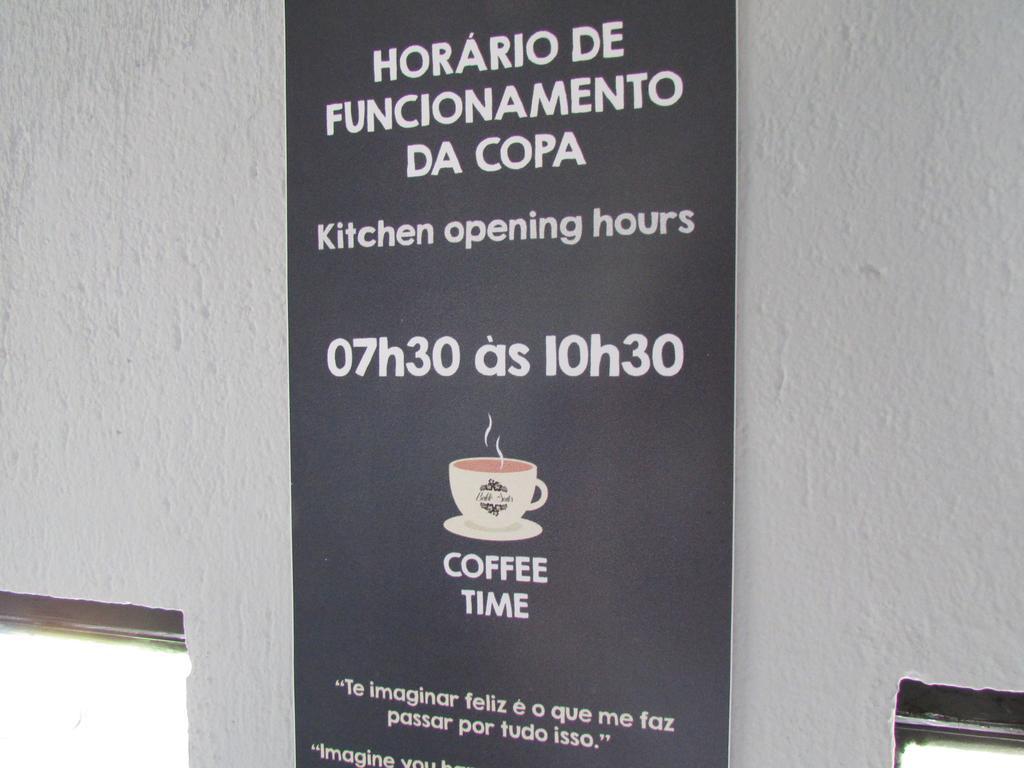 HORÁRIO DE
FUNCIONAMENTO
DA COPA
Kitchen opening hours
07h30 às 10h30
COFFEE
TIME
“Te imaginar feliz é o que me faz
passar por tudo isso.”
“Imagine you